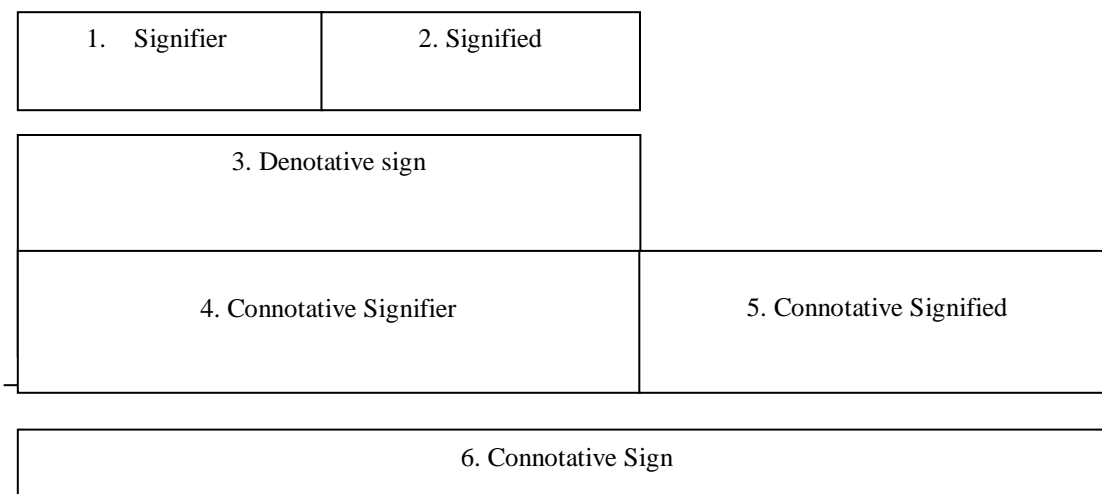 1. Signifier
2. Signified
3. Denotative sign
4. Connotative Signifier
5. Connotative Signified
6. Connotative Sign